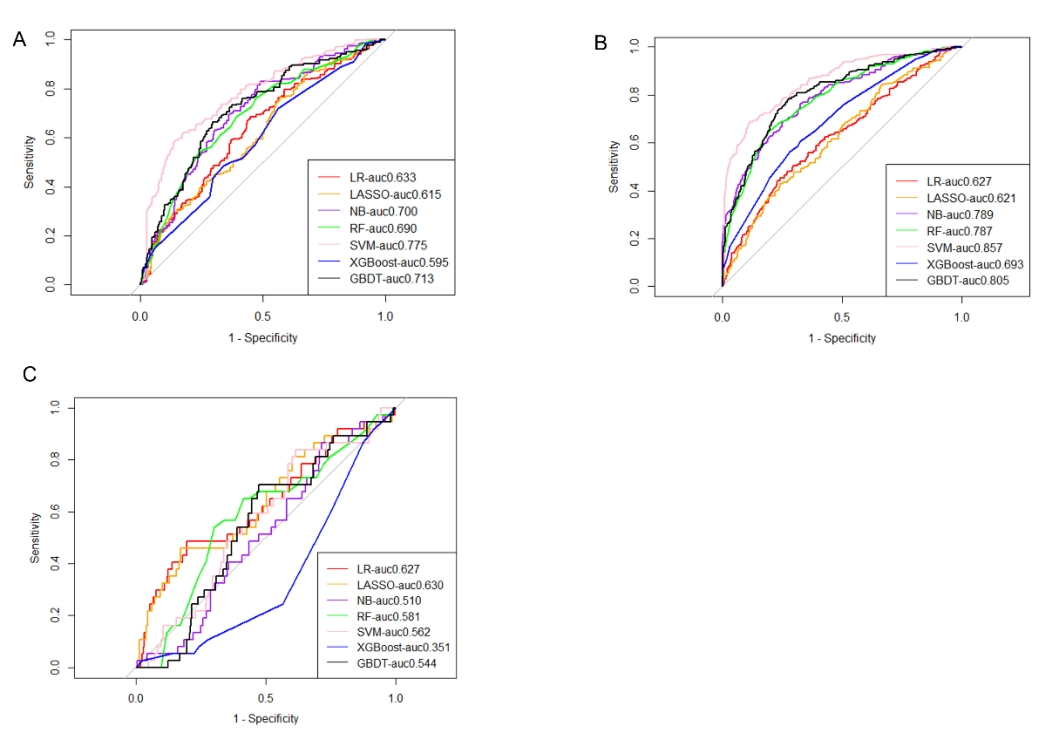 A
1.0
0.8
0.6
0.4
0.2
0.0
Sensitivity
LR-auc0.633
LASSO-auc0.615
NB-auc0.700
RF-auc0.690
SVM-auc0.775
XGBoost-auc0.595
GBDT-auc0.713
0.0 0.5 1.0
1 - Specificity
B
1.0
0.8
0.6
0.4
0.2
0.0
Sensitivity
LR-auc0.627
LASSO-auc0.621
NB-auc0.789
RF-auc0.787
SVM-auc0.857
XGBoost-auc0.693
GBDT-auc0.805
0.0 0.5 1.0
1 - Specificity
C
1.0
0.8
0.6
0.4
0.2
0.0
Sensitivity
LR-auc0.627
LASSO-auc0.630
NB-auc0.510
RF-auc0.581
SVM-auc0.562
XGBoost-auc0.351
GBDT-auc0.544
0.0 0.5 1.0
1 - Specificity